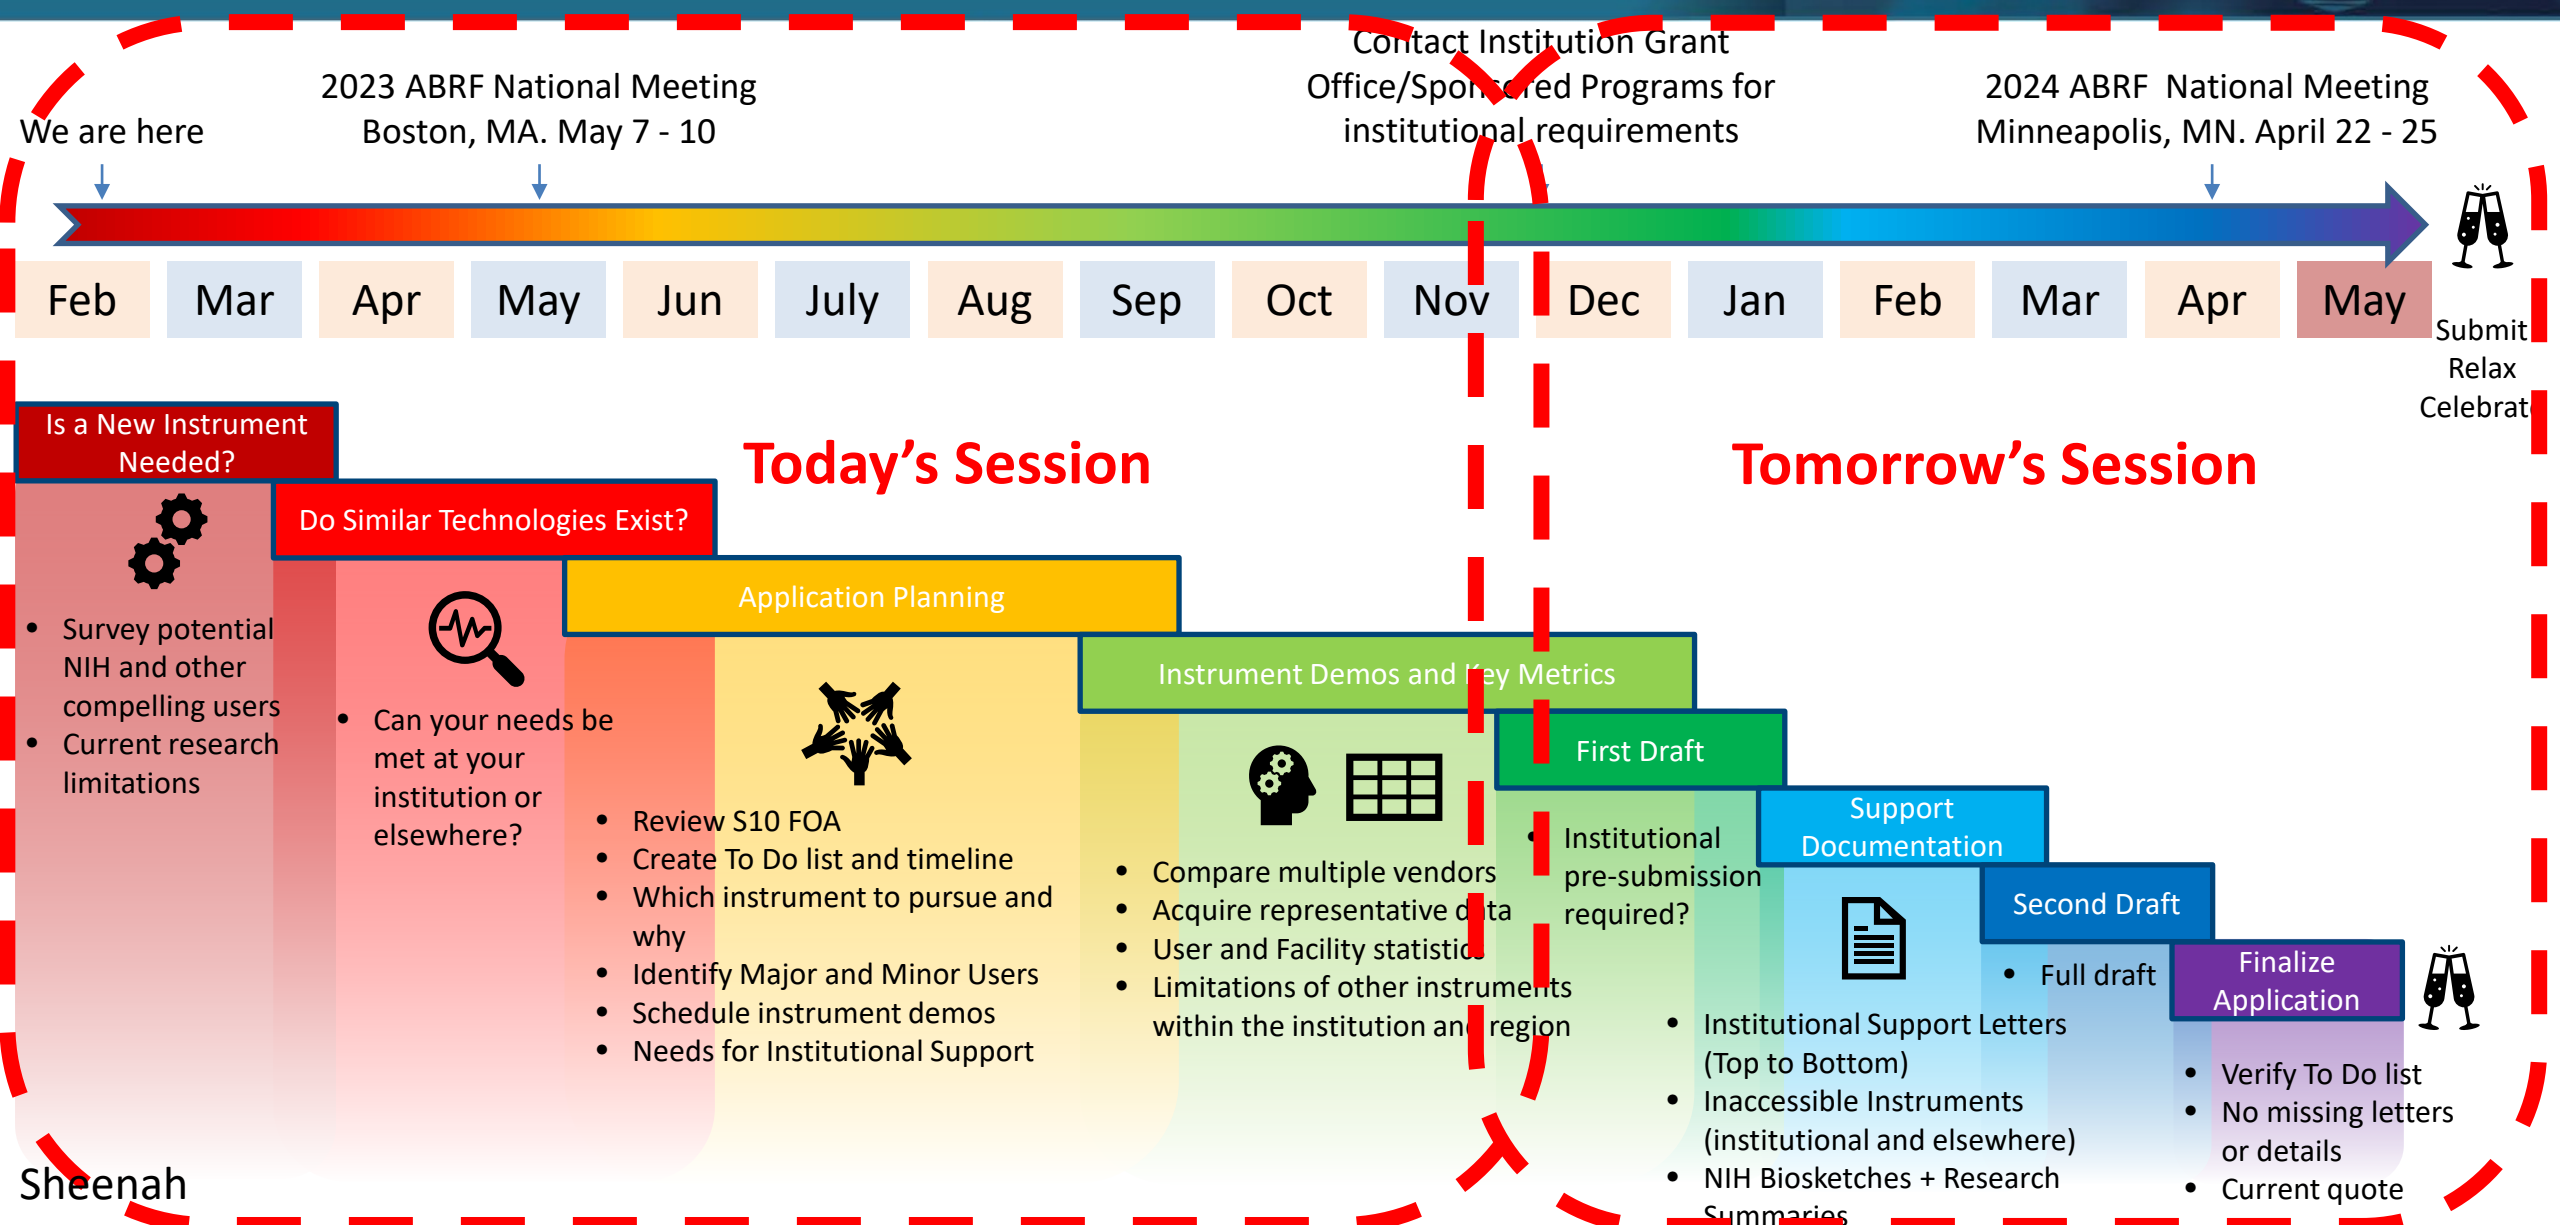 Contact Institution Grant
Office/Sponsored Programs for
institutional requirements
2023 ABRF National Meeting
Boston, MA. May 7 - 10
2024 ABRF National Meeting
Minneapolis, MN. April 22 - 25
We are here
Feb
Mar
Apr
May
Jun
July
Aug
Sep
Oct
Nov
Dec
Jan
Feb
Mar
Apr
May
Submit
Relax
Celebrate
Today's Session
Tomorrow's Session
Is a New Instrument
Needed?
• Survey potential
NIH and other
compelling users
• Current research
limitations
Do Similar Technologies Exist?
• Can your needs be
met at your
institution or
elsewhere?
Application Planning
• Review S10 FOA
• Create To Do list and timeline
• Which instrument to pursue and
why
• Identify Major and Minor Users
• Schedule instrument demos
• Needs for Institutional Support
Instrument Demos and Key Metrics
• Compare multiple vendors
• Acquire representative data
• User and Facility statistics
• Limitations of other instruments
within the institution and region
First Draft
• Institutional
pre-submission
required?
Support
Documentation
• Institutional Support Letters
(Top to Bottom)
• Inaccessible Instruments
(institutional and elsewhere)
• NIH Biosketches + Research
Summaries
Second Draft
• Full draft
Finalize
Application
• Verify To Do list
• No missing letters
or details
• Current quote
Sheenah